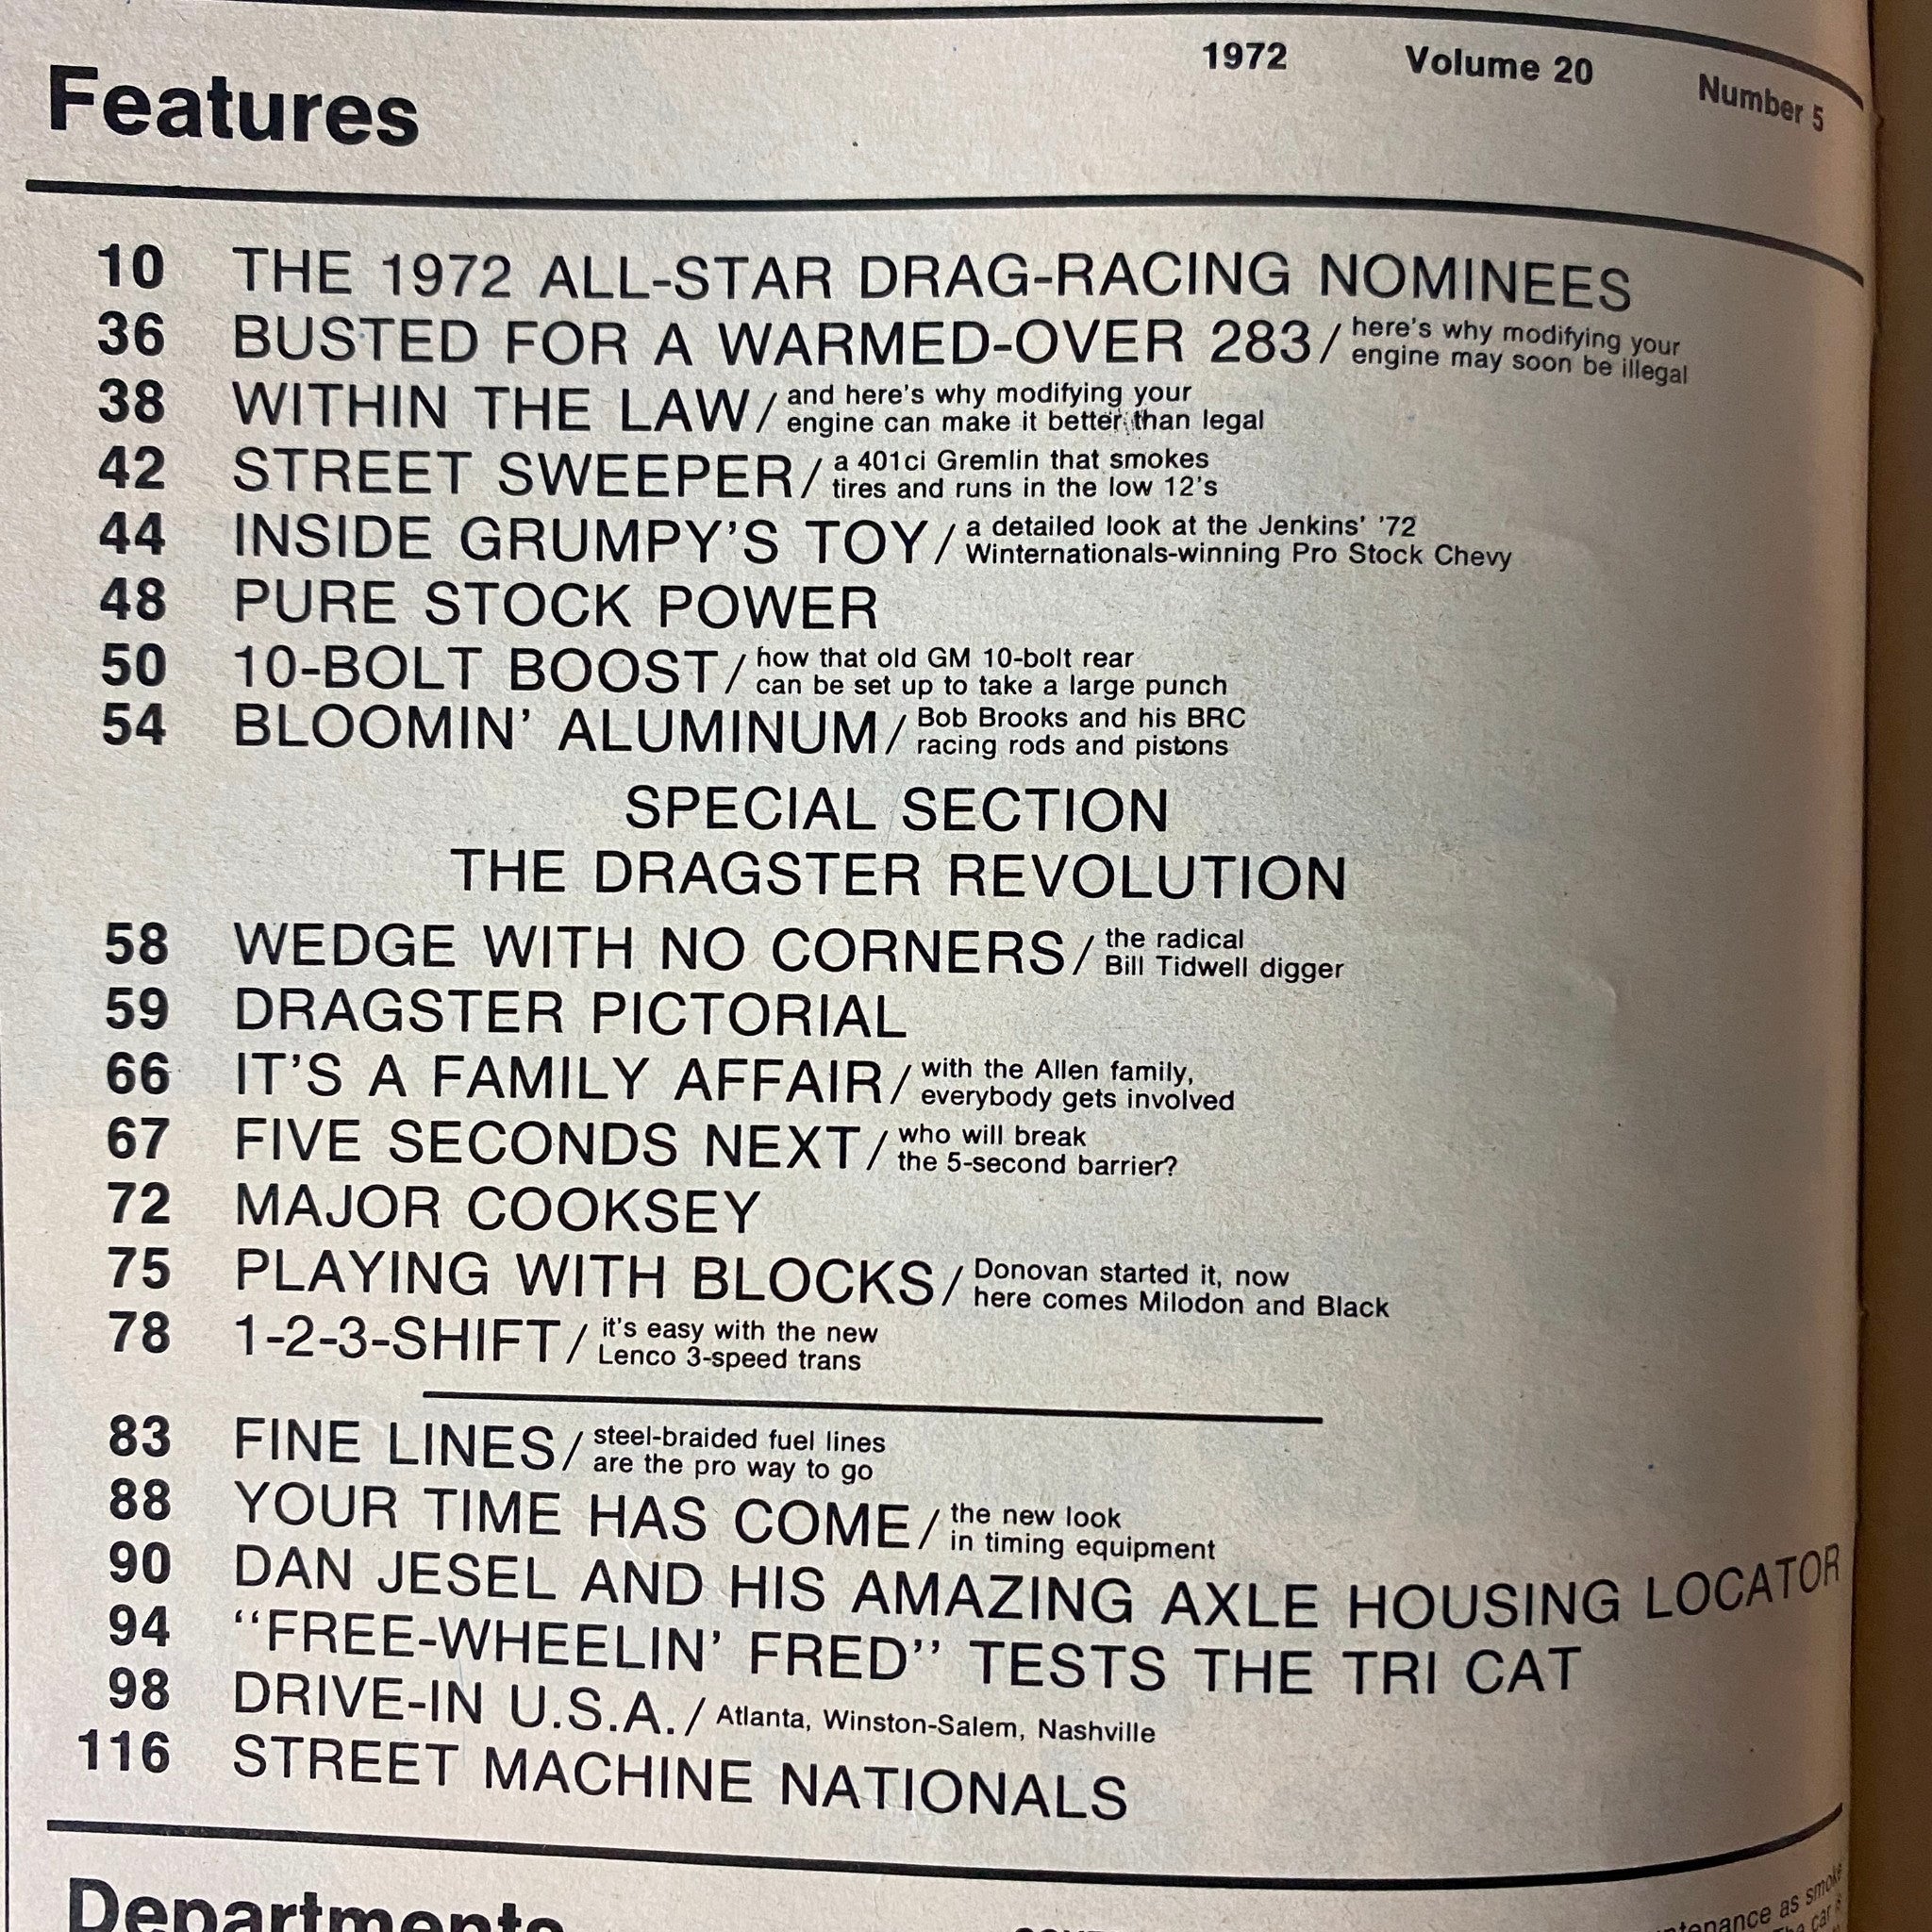 1972 Volume 20 Number 5
Features
10 THE 1972 ALL-STAR DRAG-RACING NOMINEES
36 BUSTED FOR A WARMED-OVER 283/ here's why modifying your
engine may soon be illegal
38 WITHIN THE LAW/ and here's why modifying your
engine can make it better than legal
42 STREET SWEEPER/ a 401ci Gremlin that smokes
tires and runs in the low 12's
44 INSIDE GRUMPY'S TOY/ a detailed look at the Jenkins' '72
Winternationals-winning Pro Stock Chevy
48 PURE STOCK POWER
50 10-BOLT BOOST/ how that old GM 10-bolt rear
can be set up to take a large punch
54 BLOOMIN' ALUMINUM/ Bob Brooks and his BRC
racing rods and pistons
SPECIAL SECTION
THE DRAGSTER REVOLUTION
58 WEDGE WITH NO CORNERS/ the radical
Bill Tidwell digger
59 DRAGSTER PICTORIAL
66 IT'S A FAMILY AFFAIR/ with the Allen family,
everybody gets involved
67 FIVE SECONDS NEXT/ who will break
the 5-second barrier?
72 MAJOR COOKSEY
75 PLAYING WITH BLOCKS/ Donovan started it, now
here comes Milodon and Black
78 1-2-3-SHIFT/ it's easy with the new
Lenco 3-speed trans
83 FINE LINES/ steel-braided fuel lines
are the pro way to go
88 YOUR TIME HAS COME/ the new look
in timing equipment
90 DAN JESEL AND HIS AMAZING AXLE HOUSING LOCATOR
94 "FREE-WHEELIN' FRED" TESTS THE TRI CAT
98 DRIVE-IN U.S.A./ Atlanta, Winston-Salem, Nashville
116 STREET MACHINE NATIONALS
Departments
as smoke
car